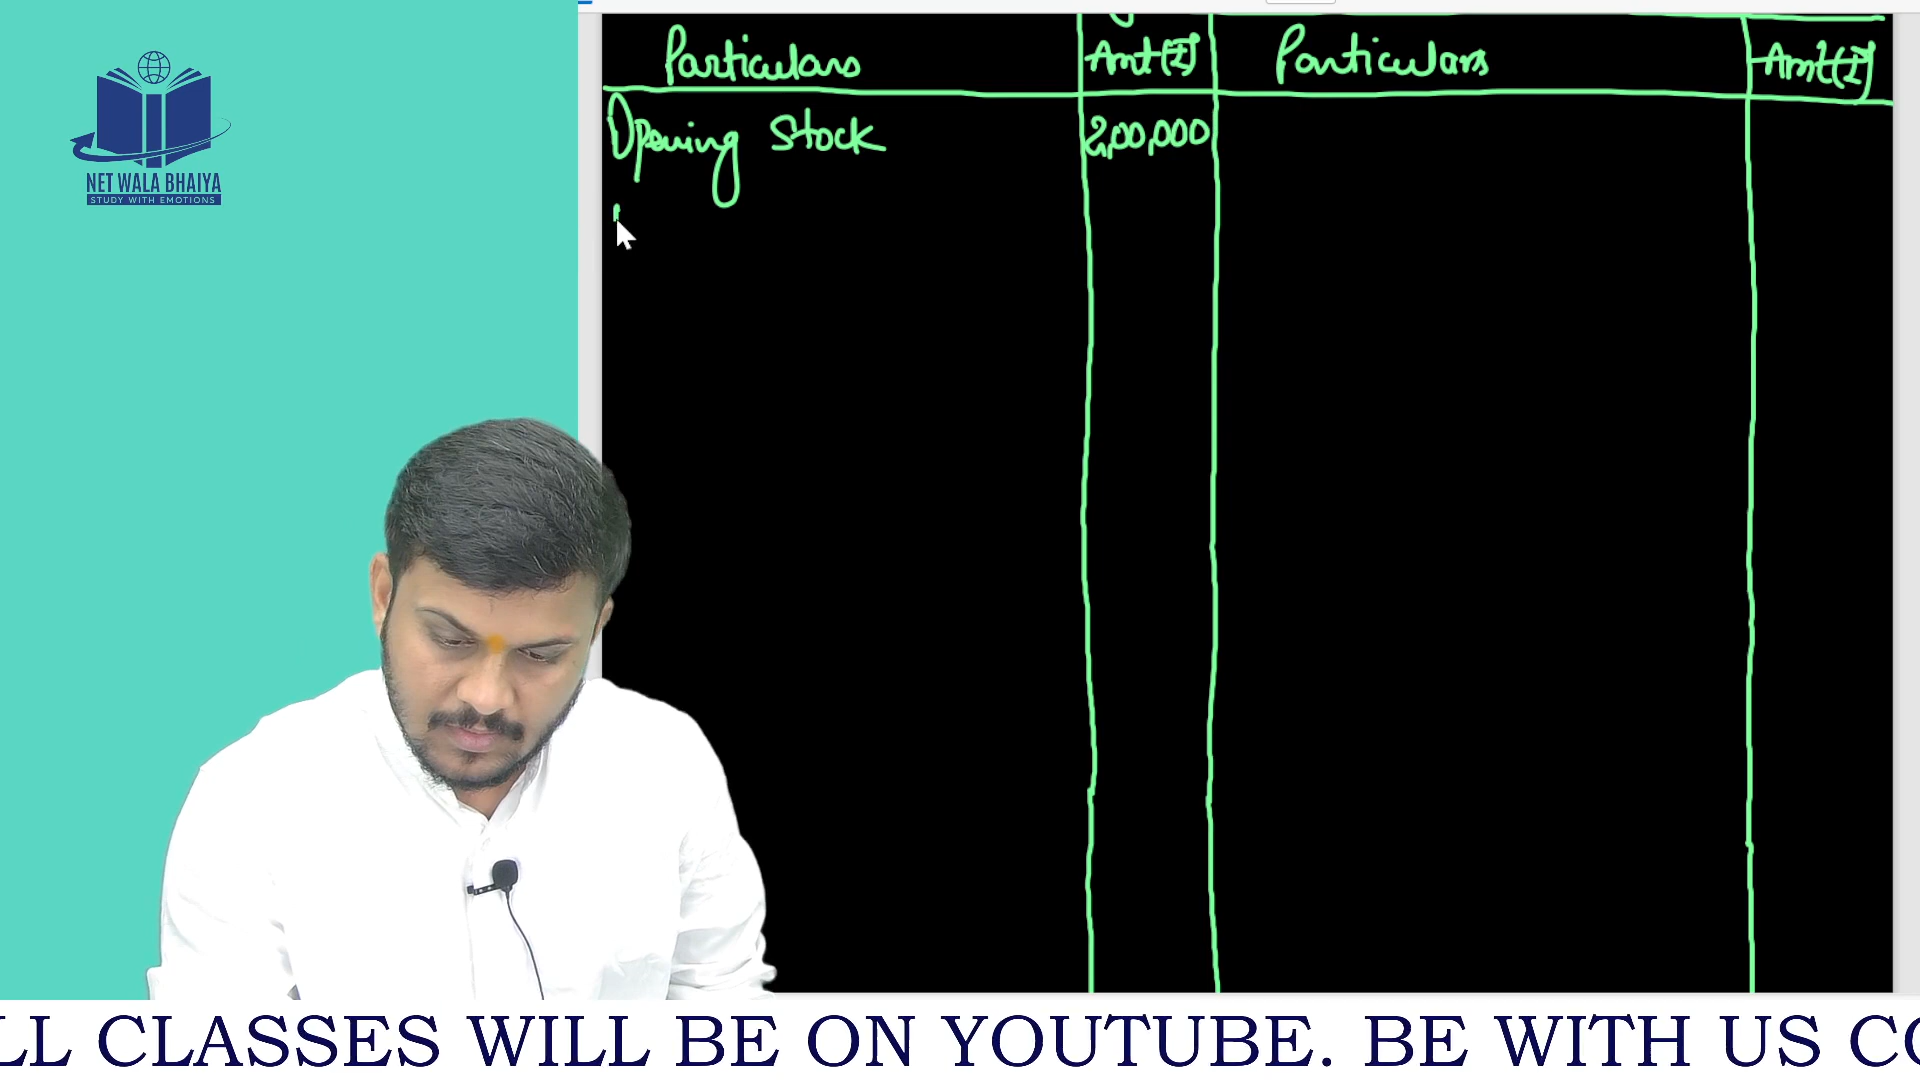 NET WALA BHAIYA
STUDY WITH EMOTIONS
Particulars Amt(₹) Particulars Amt(₹)
Opening Stock 2,00,000
LL CLASSES WILL BE ON YOUTUBE. BE WITH US CO